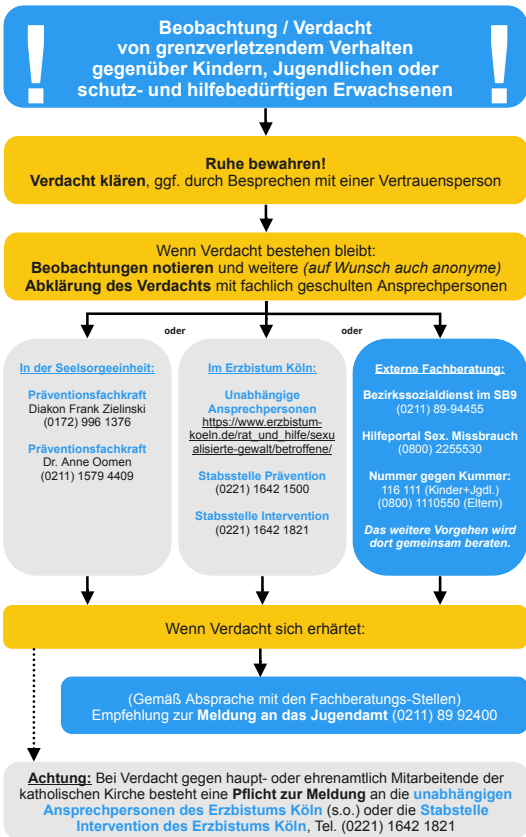 Beobachtung / Verdacht
von grenzverletzendem Verhalten
gegenüber Kindern, Jugendlichen oder
schutz- und hilfebedürftigen Erwachsenen
!
!
Ruhe bewahren!
Verdacht klären, ggf. durch Besprechen mit einer Vertrauensperson
Wenn Verdacht bestehen bleibt:
Beobachtungen notieren und weitere (auf Wunsch auch anonyme)
Abklärung des Verdachts mit fachlich geschulten Ansprechpersonen
oder
oder
In der Seelsorgeeinheit:
Präventionsfachkraft
Diakon Frank Zielinski
(0172) 996 1376
Präventionsfachkraft
Dr. Anne Oomen
(0211) 1579 4409
Im Erzbistum Köln:
Unabhängige
Ansprechpersonen
https://www.erzbistum-
koeln.de/rat_und_hilfe/sexu
alisierte-gewalt/betroffene/
Stabsstelle Prävention
(0221) 1642 1500
Stabsstelle Intervention
(0221) 1642 1821
Externe Fachberatung:
Bezirkssozialdienst im SB9
(0211) 89-94455
Hilfeportal Sex. Missbrauch
(0800) 2255530
Nummer gegen Kummer:
116 111 (Kinder+Jgdl.)
(0800) 1110550 (Eltern)
Das weitere Vorgehen wird
dort gemeinsam beraten.
Wenn Verdacht sich erhärtet:
(Gemäß Absprache mit den Fachberatungs-Stellen)
Empfehlung zur Meldung an das Jugendamt (0211) 89 92400
Achtung: Bei Verdacht gegen haupt- oder ehrenamtlich Mitarbeitende der
katholischen Kirche besteht eine Pflicht zur Meldung an die unabhängigen
Ansprechpersonen des Erzbistums Köln (s.o.) oder die Stabstelle
Intervention des Erzbistums Köln, Tel. (0221) 1642 1821